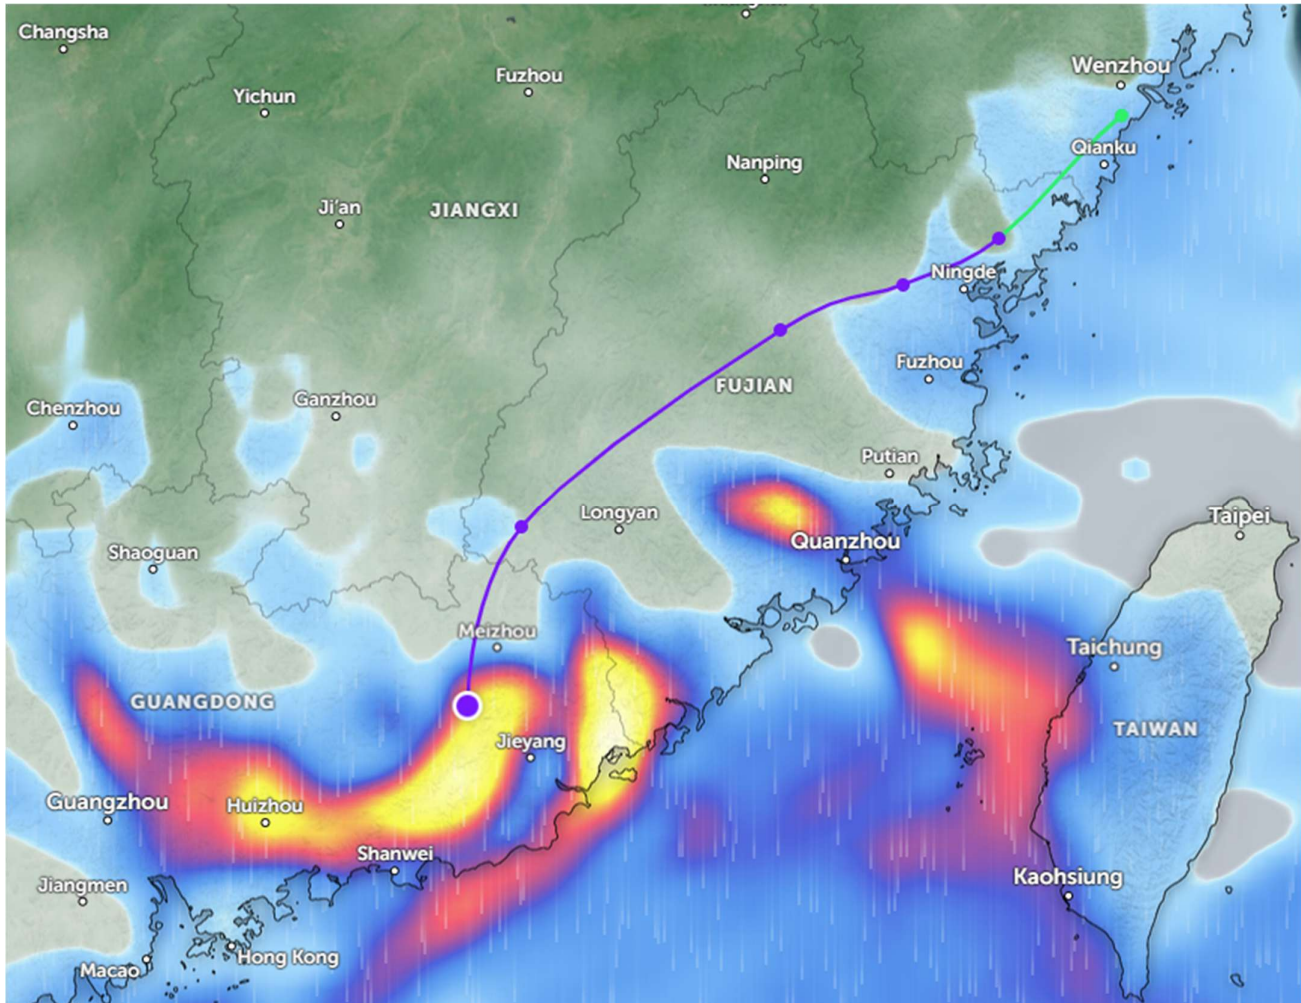 Changsha
Wenzhou
Fuzhou
Yichun
Qianku
Nanping
Ji'an
JIANGXI
Ningde
Fuzhou
FUJIAN
Ganzhou
Chenzhou
Putian
Longyan
Taipei
Quanzhou
Shaoguan
Meizhou
Taichung
GUANGDONG
TAIWAN
Jieyang
Guangzhou
Huizhou
Shanwei
Kaohsiung
Jiangmen
Hong Kong
Macao